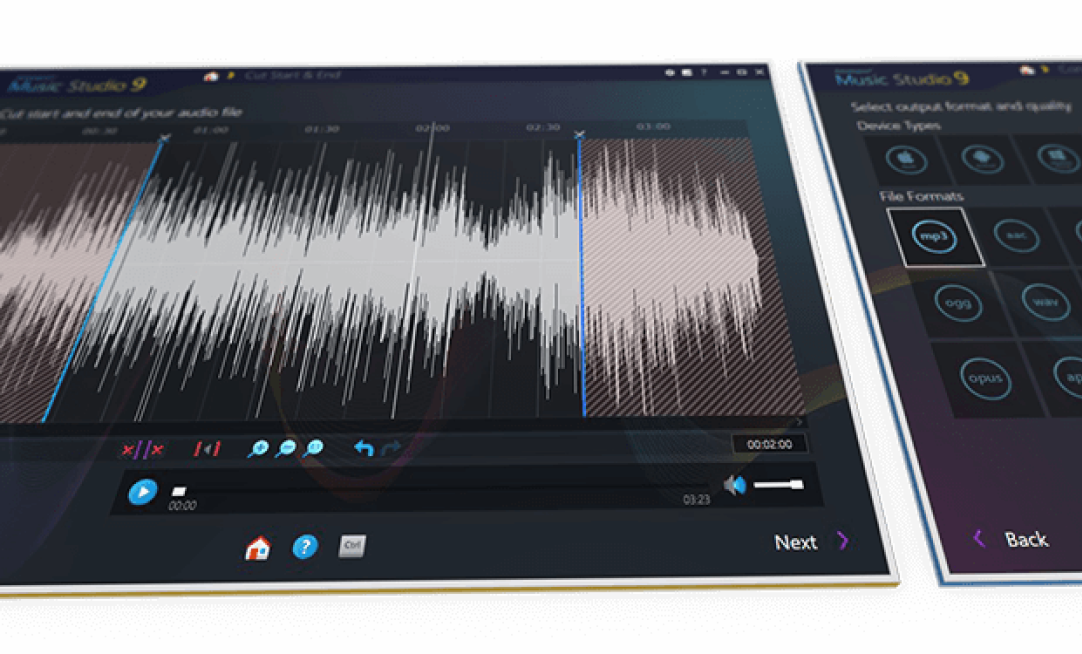 Music Studio 9
Cut Start & End
Cut start and end of your audio file
00:30 01:00 01:30 02:00 02:30 03:00
00:02:00
00:00
03:23
Ctrl
Next
Music Studio 9
Select output format and quality
Device Types
File Formats
mp3
aac
ogg
wav
opus
Back